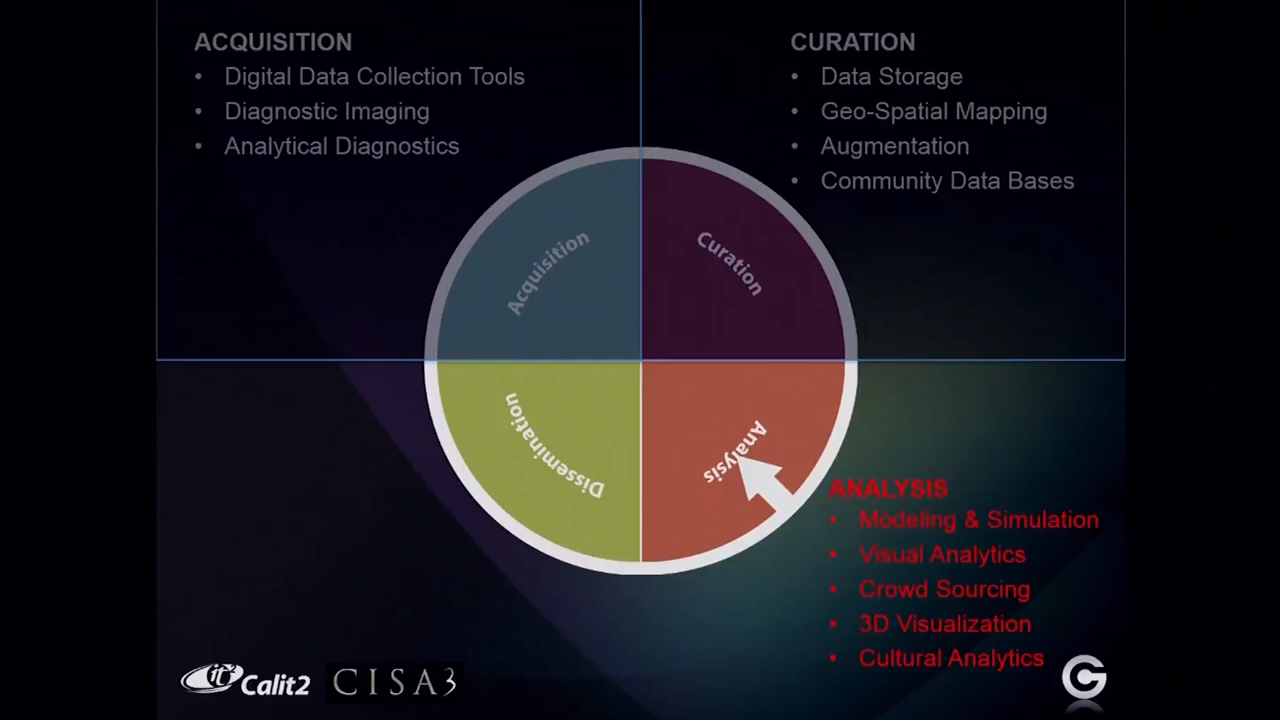 ACQUISITION
• Digital Data Collection Tools
• Diagnostic Imaging
• Analytical Diagnostics
CURATION
• Data Storage
• Geo-Spatial Mapping
• Augmentation
• Community Data Bases
Acquisition
Curation
Dissemination
Analysis
ANALYSIS
• Modeling & Simulation
• Visual Analytics
• Crowd Sourcing
• 3D Visualization
• Cultural Analytics
it2 Calit2
CISA3
G